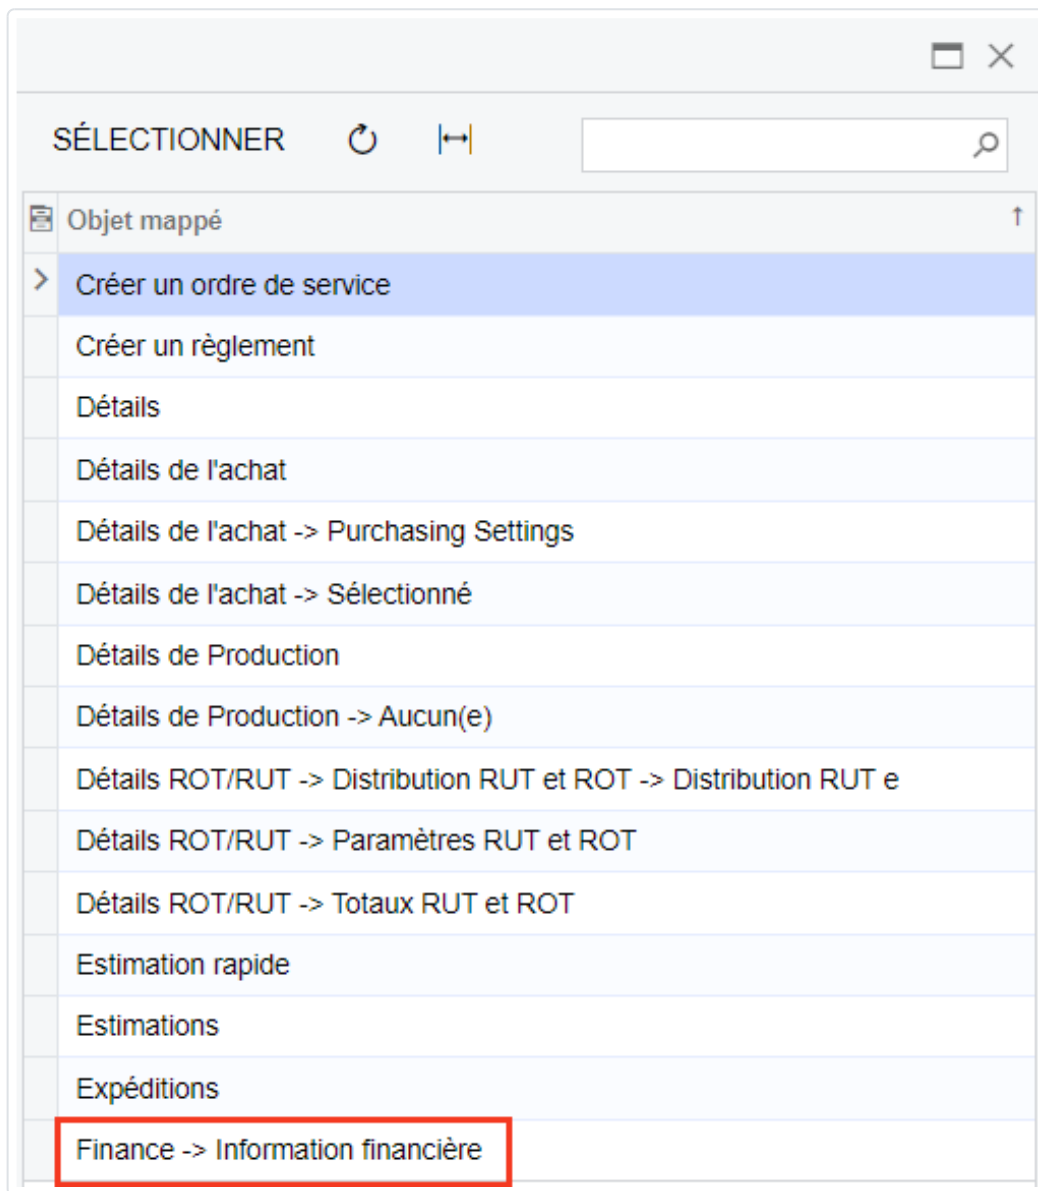 SÉLECTIONNER
Objet mappé
Créer un ordre de service
Créer un règlement
Détails
Détails de l'achat
Détails de l'achat -> Purchasing Settings
Détails de l'achat -> Sélectionné
Détails de Production
Détails de Production -> Aucun(e)
Détails ROT/RUT -> Distribution RUT et ROT -> Distribution RUT e
Détails ROT/RUT -> Paramètres RUT et ROT
Détails ROT/RUT -> Totaux RUT et ROT
Estimation rapide
Estimations
Expéditions
Finance -> Information financière